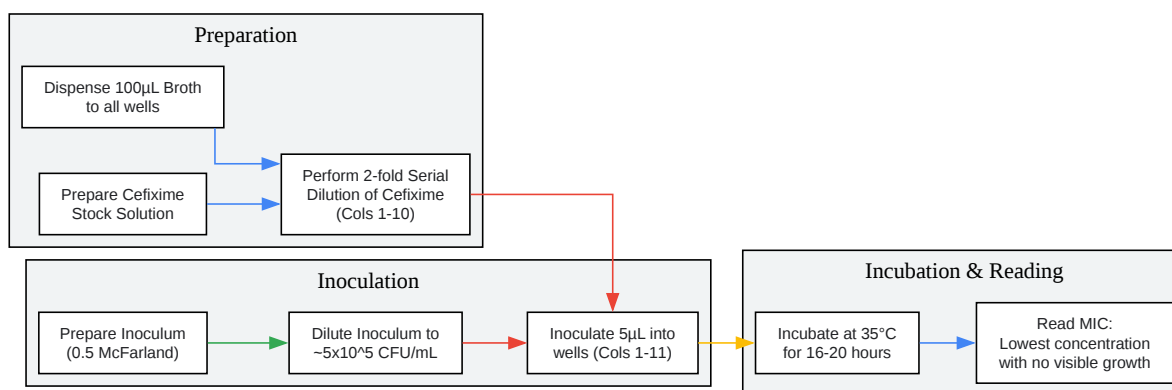 Preparation
Dispense 100µL Broth
to all wells
Prepare Cefixime
Stock Solution
Perform 2-fold Serial
Dilution of Cefixime
(Cols 1-10)
Inoculation
Prepare Inoculum
(0.5 McFarland)
Dilute Inoculum to
~5x10^5 CFU/mL
Inoculate 5µL into
wells (Cols 1-11)
Incubation & Reading
Incubate at 35°C
for 16-20 hours
Read MIC:
Lowest concentration
with no visible growth